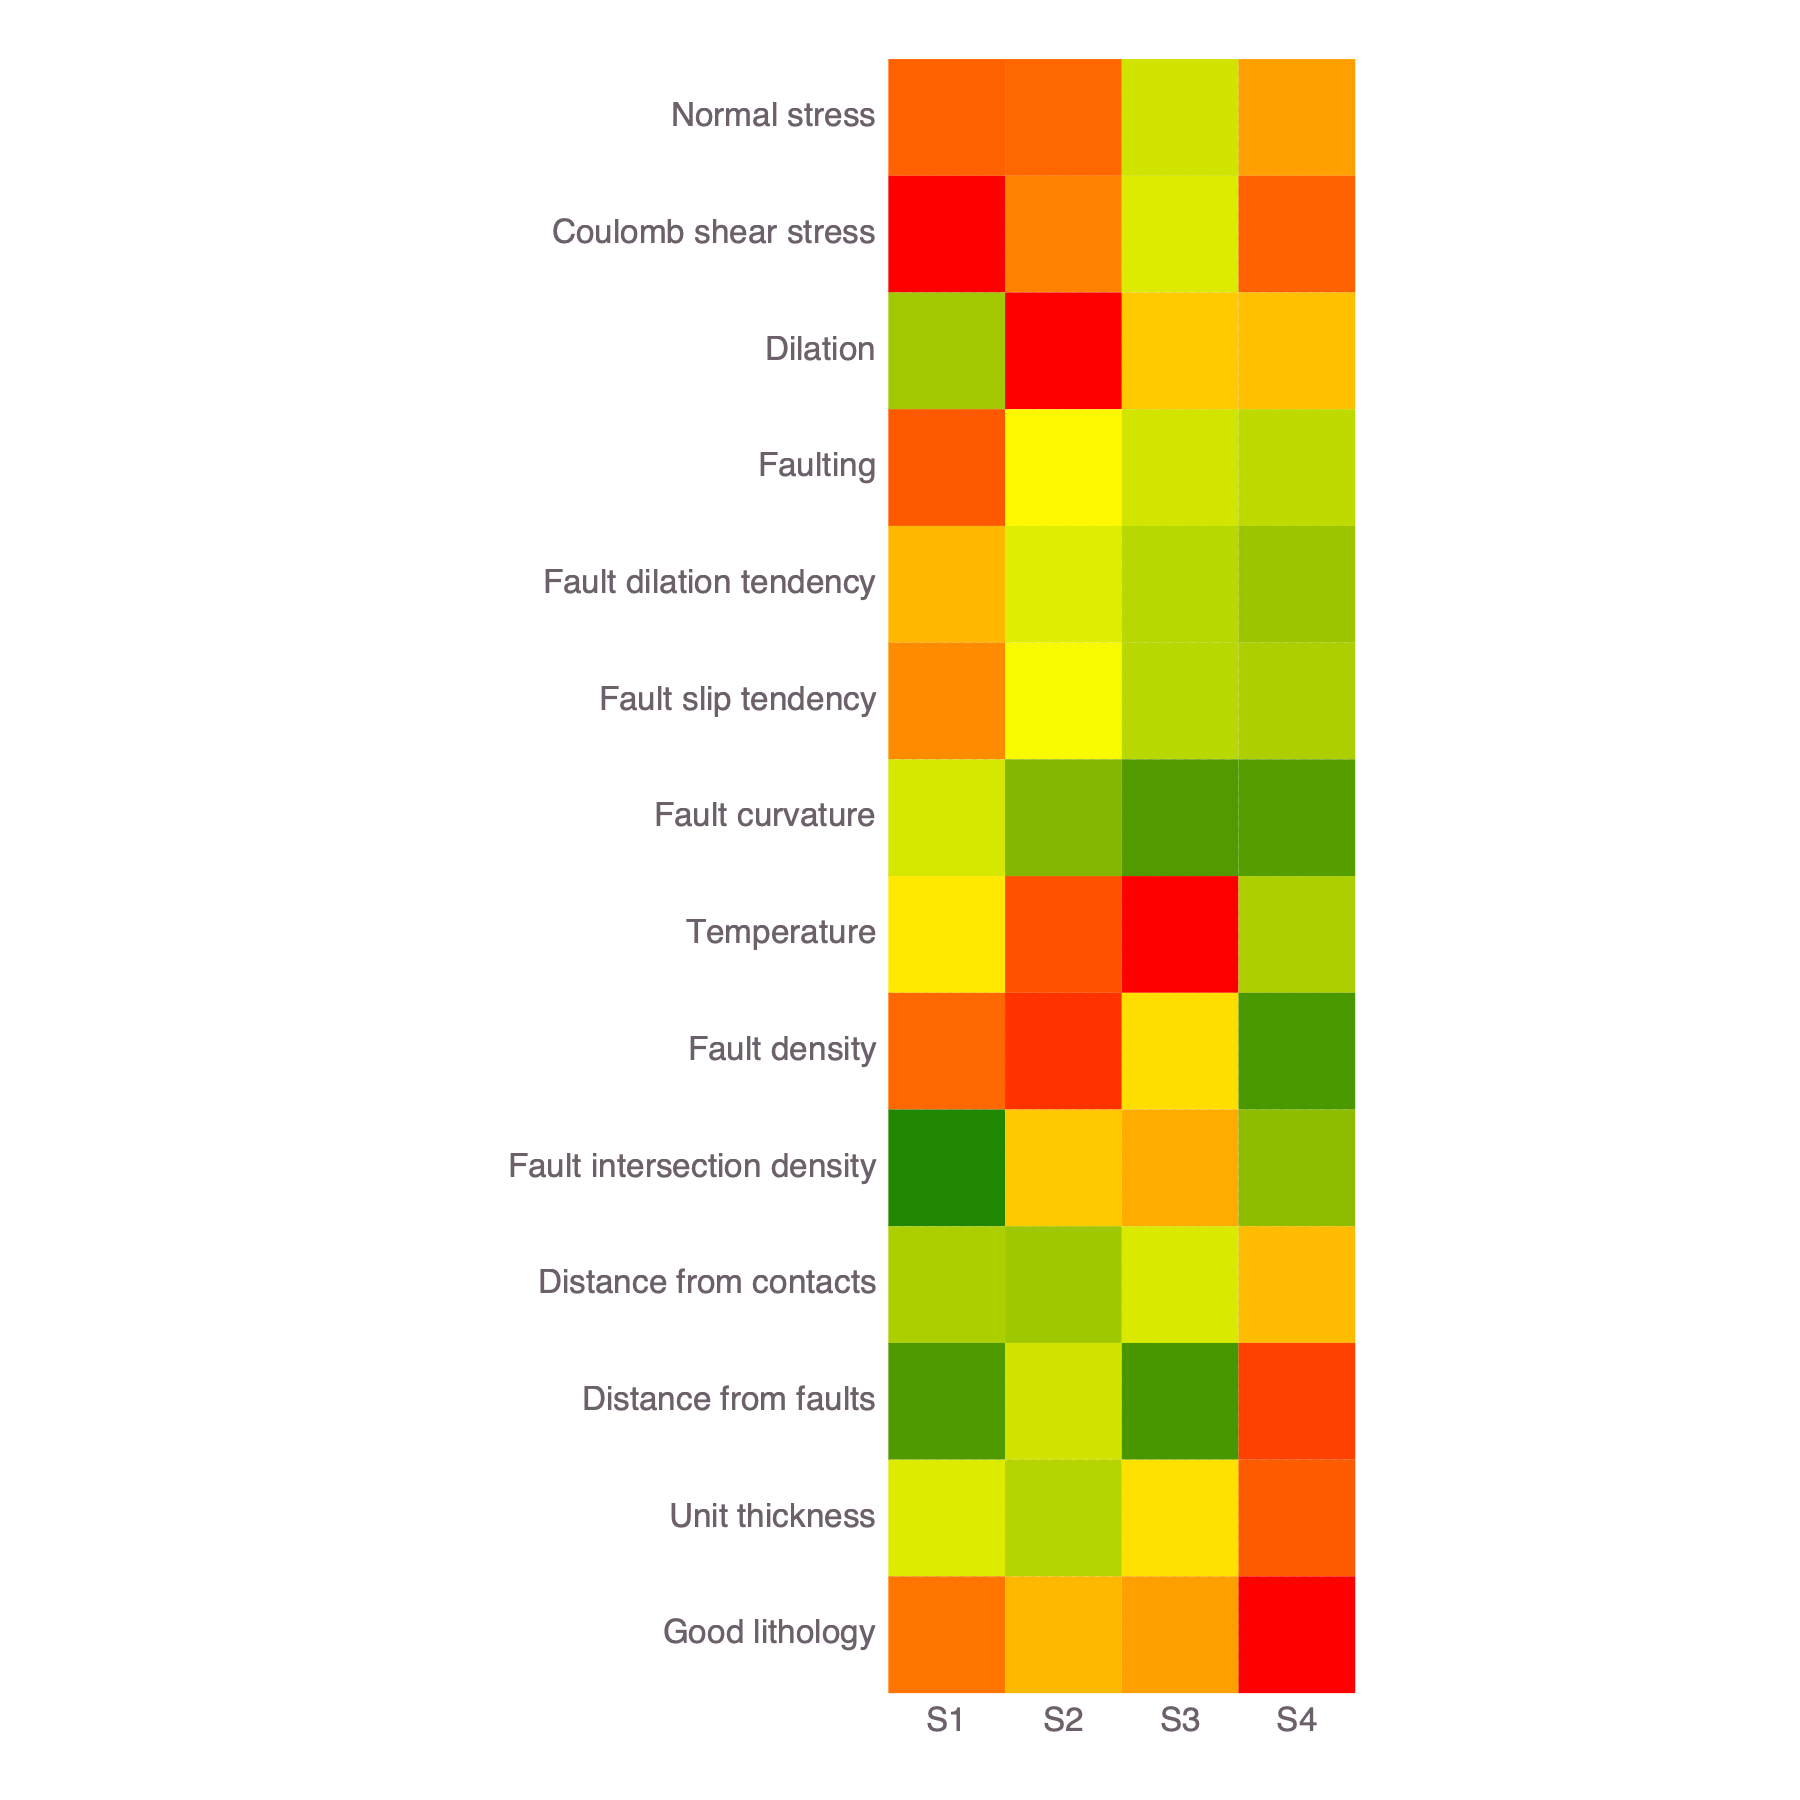 Normal stress
Coulomb shear stress
Dilation
Faulting
Fault dilation tendency
Fault slip tendency
Fault curvature
Temperature
Fault density
Fault intersection density
Distance from contacts
Distance from faults
Unit thickness
Good lithology
S1 S2 S3 S4